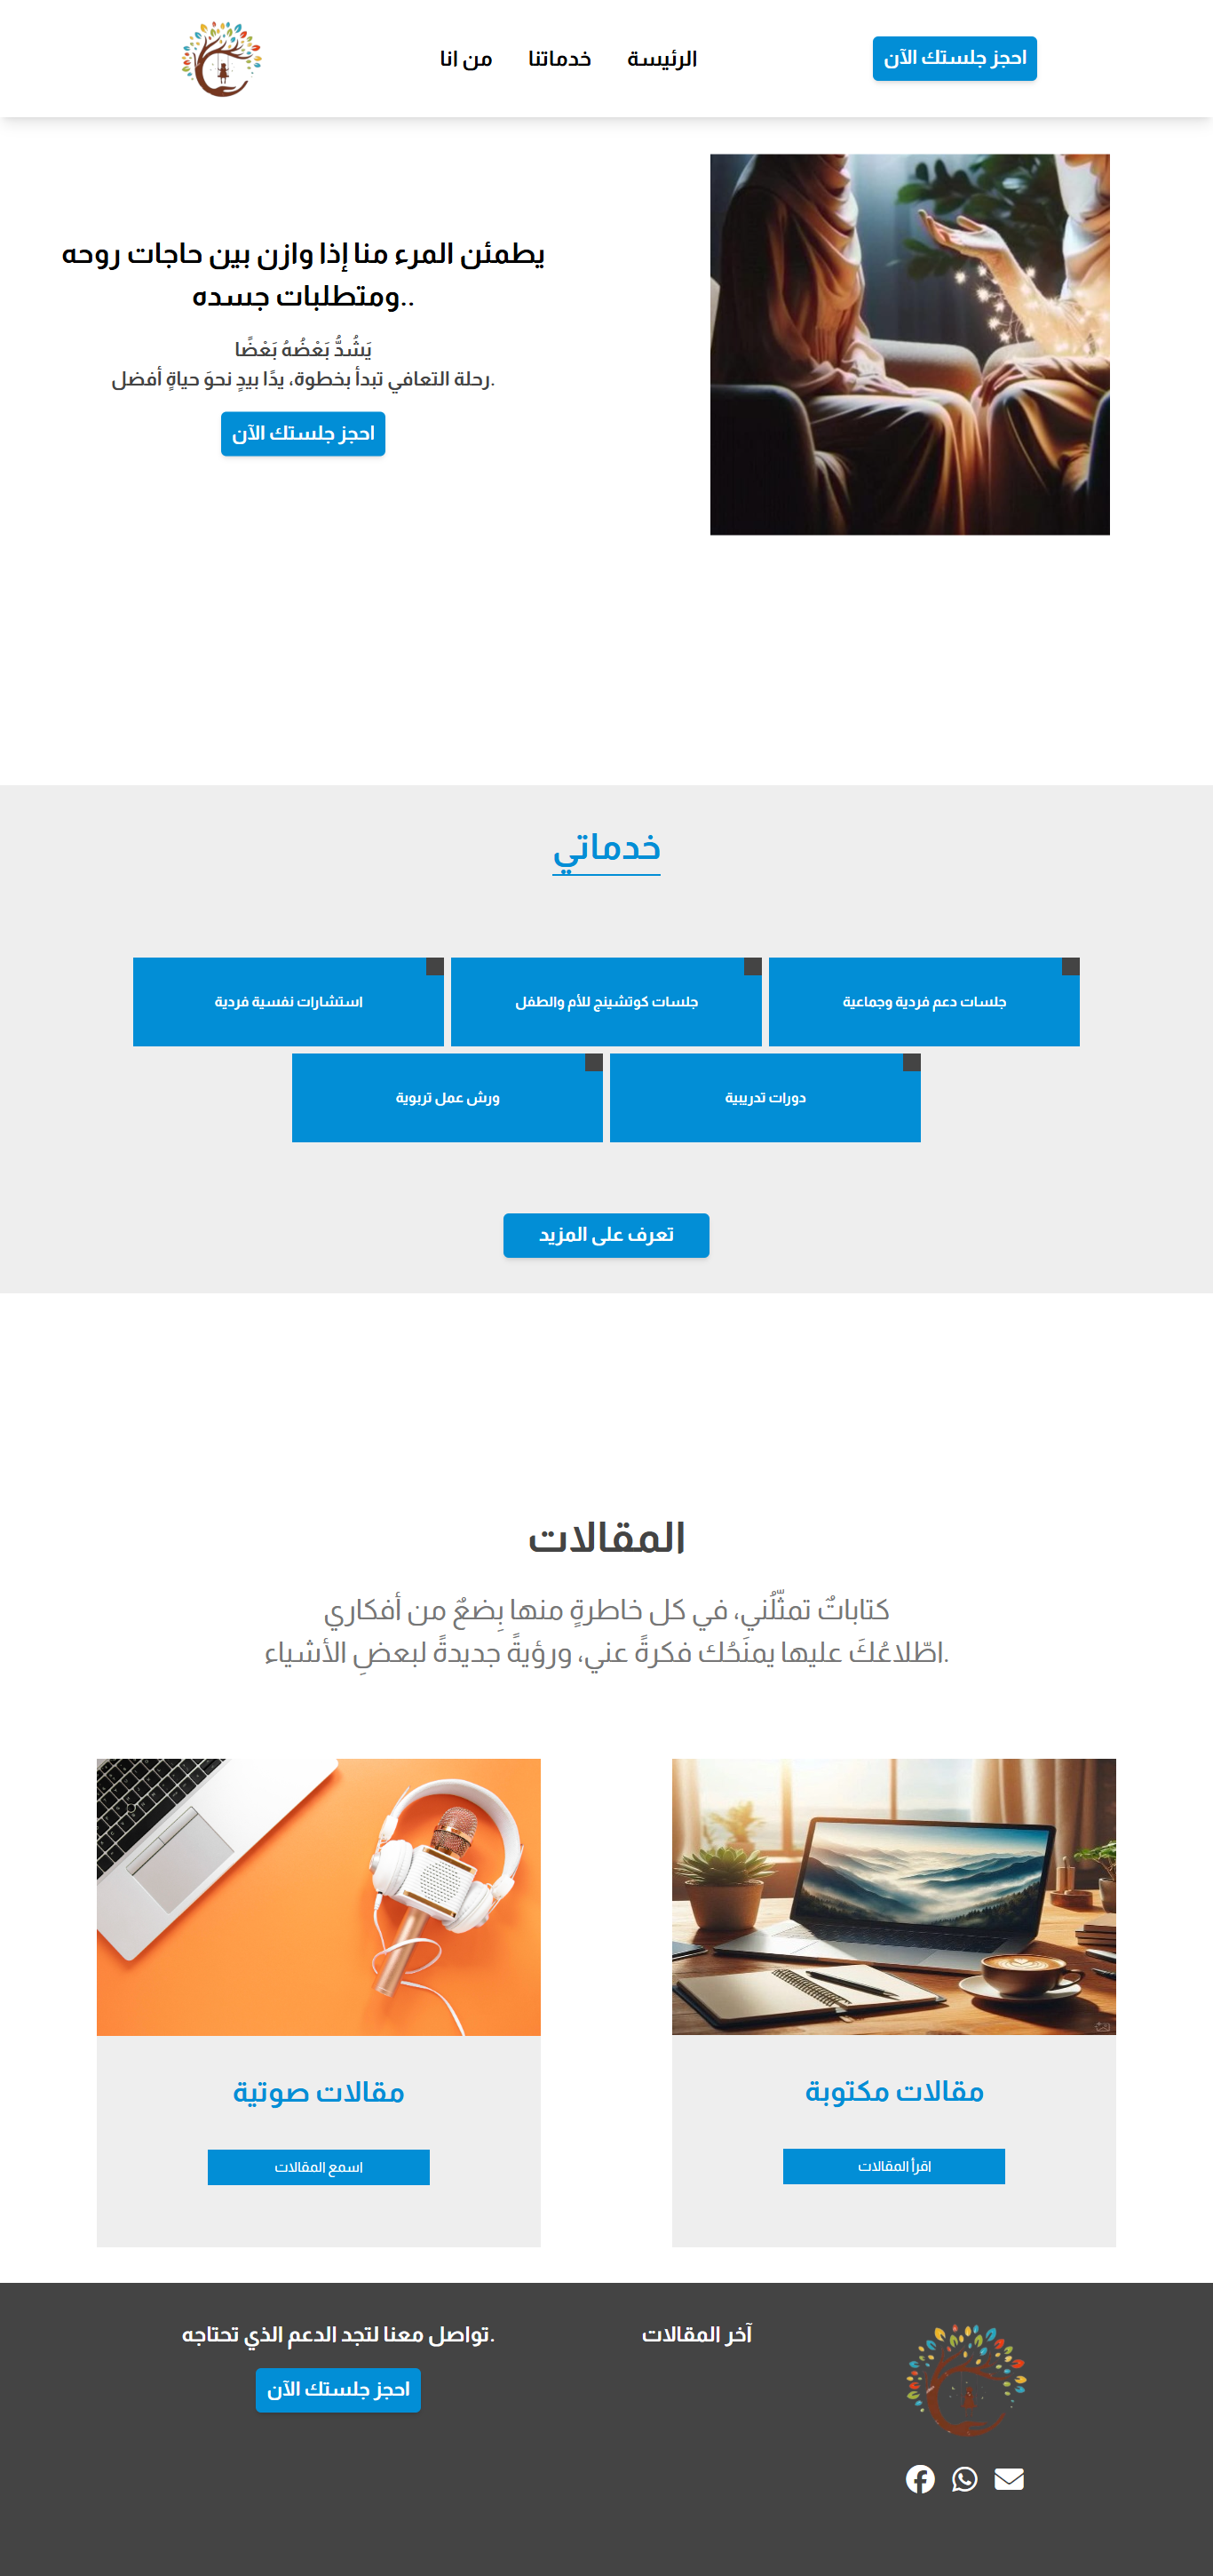 احجز جلستك الآن
الرئيسة
خدماتنا
من انا
يطمئن المرء منا إذا وازن بين حاجات روحه
ومتطلبات جسده..
يَشُدُّ بَعْضُهُ بَعْضًا
رحلة التعافي تبدأ بخطوة، يدًا بيدٍ نحوَ حياةٍ أفضل.
احجز جلستك الآن
خدماتي
جلسات دعم فردية وجماعية
جلسات كوتشينج للأم والطفل
استشارات نفسية فردية
دورات تدريبية
ورش عمل تربوية
تعرف على المزيد
المقالات
كتاباتٌ تمثّلُني، في كل خاطرةٍ منها بِضعٌ من أفكاري
اطّلاعُكَ عليها يمنَحُك فكرةً عني، ورؤيةً جديدةً لبعضِ الأشياء.
مقالات مكتوبة
اقرأ المقالات
مقالات صوتية
اسمع المقالات
آخر المقالات
تواصل معنا لتجد الدعم الذي تحتاجه.
احجز جلستك الآن